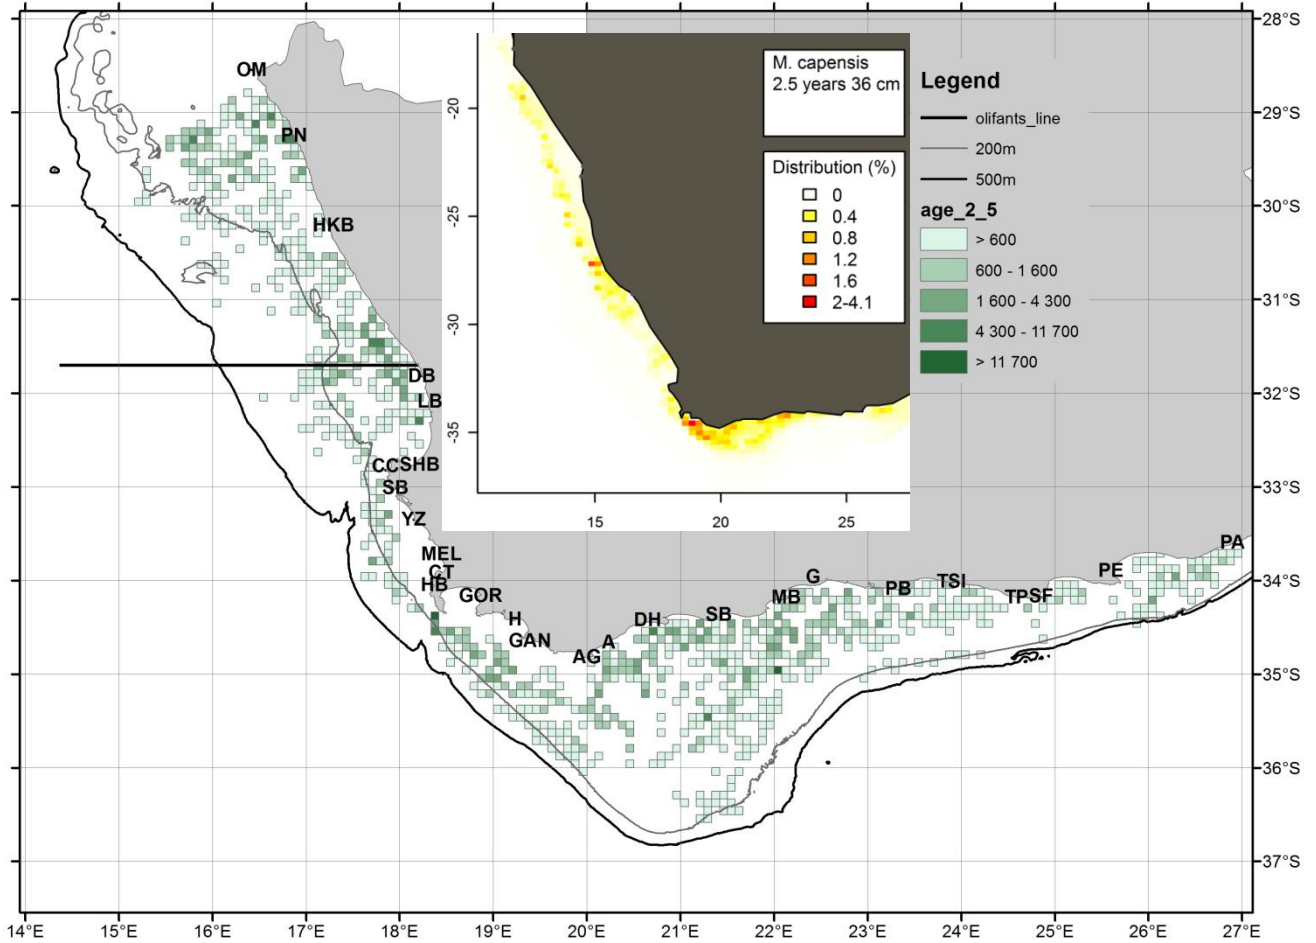 28°S
29°S
30°S
31°S
32°S
33°S
34°S
35°S
36°S
37°S
14°E
15°E
16°E
17°E
18°E
19°E
20°E
21°E
22°E
23°E
24°E
25°E
26°E
27°E
OM
PN
HKB
DB
LB
CCSHB
SB
YZ
MEL
CT
HB
GOR
H
GAN
AG
A
DH
SB
MB
G
PB
TSI
TPSF
PE
PA
M. capensis
2.5 years 36 cm
Distribution (%)
0
0.4
0.8
1.2
1.6
2-4.1
-20
-25
-30
-35
15
20
25
Legend
olifants_line
200m
500m
age_2_5
> 600
600 - 1 600
1 600 - 4 300
4 300 - 11 700
> 11 700